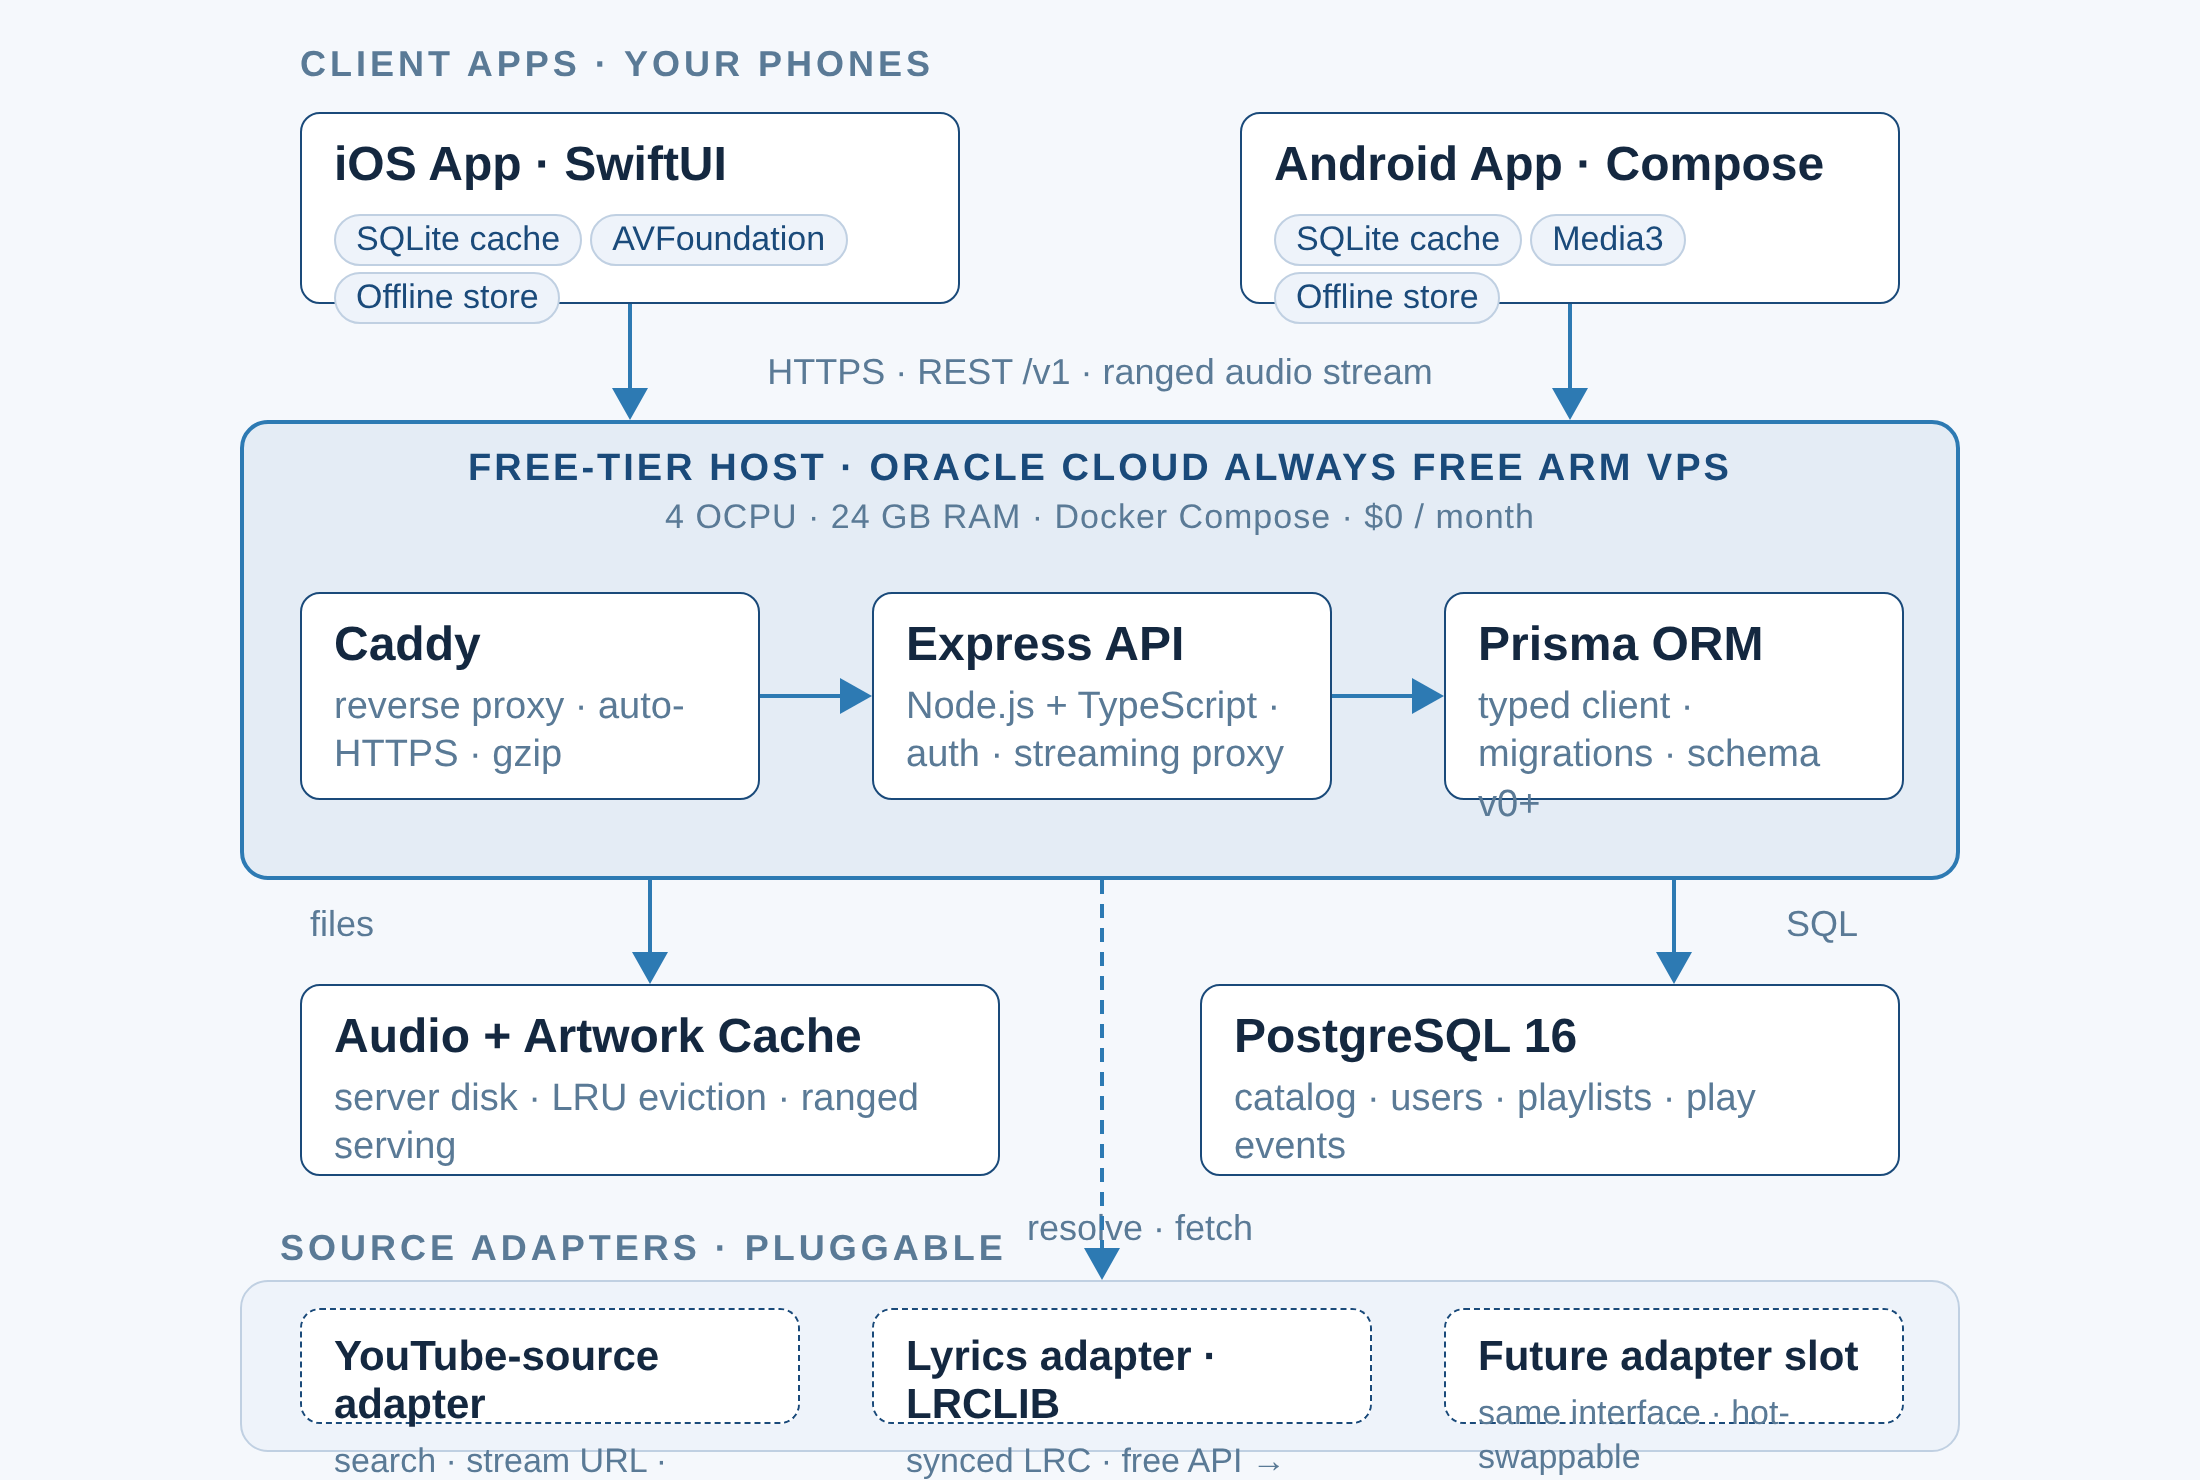 CLIENT APPS · YOUR PHONES
iOS App · SwiftUI
SQLite cache AVFoundation
Offline store
Android App · Compose
SQLite cache Media3
Offline store
HTTPS · REST /v1 · ranged audio stream
FREE-TIER HOST · ORACLE CLOUD ALWAYS FREE ARM VPS
4 OCPU · 24 GB RAM · Docker Compose · $0 / month
Caddy
reverse proxy · auto-
HTTPS · gzip
Express API
Node.js + TypeScript ·
auth · streaming proxy
Prisma ORM
typed client ·
migrations · schema
v0+
files
SQL
Audio + Artwork Cache
server disk · LRU eviction · ranged
serving
PostgreSQL 16
catalog · users · playlists · play
events
resolve · fetch
SOURCE ADAPTERS · PLUGGABLE
YouTube-source
adapter
search · stream URL ·
Lyrics adapter ·
LRCLIB
synced LRC · free API →
Future adapter slot
same interface · hot-
swappable